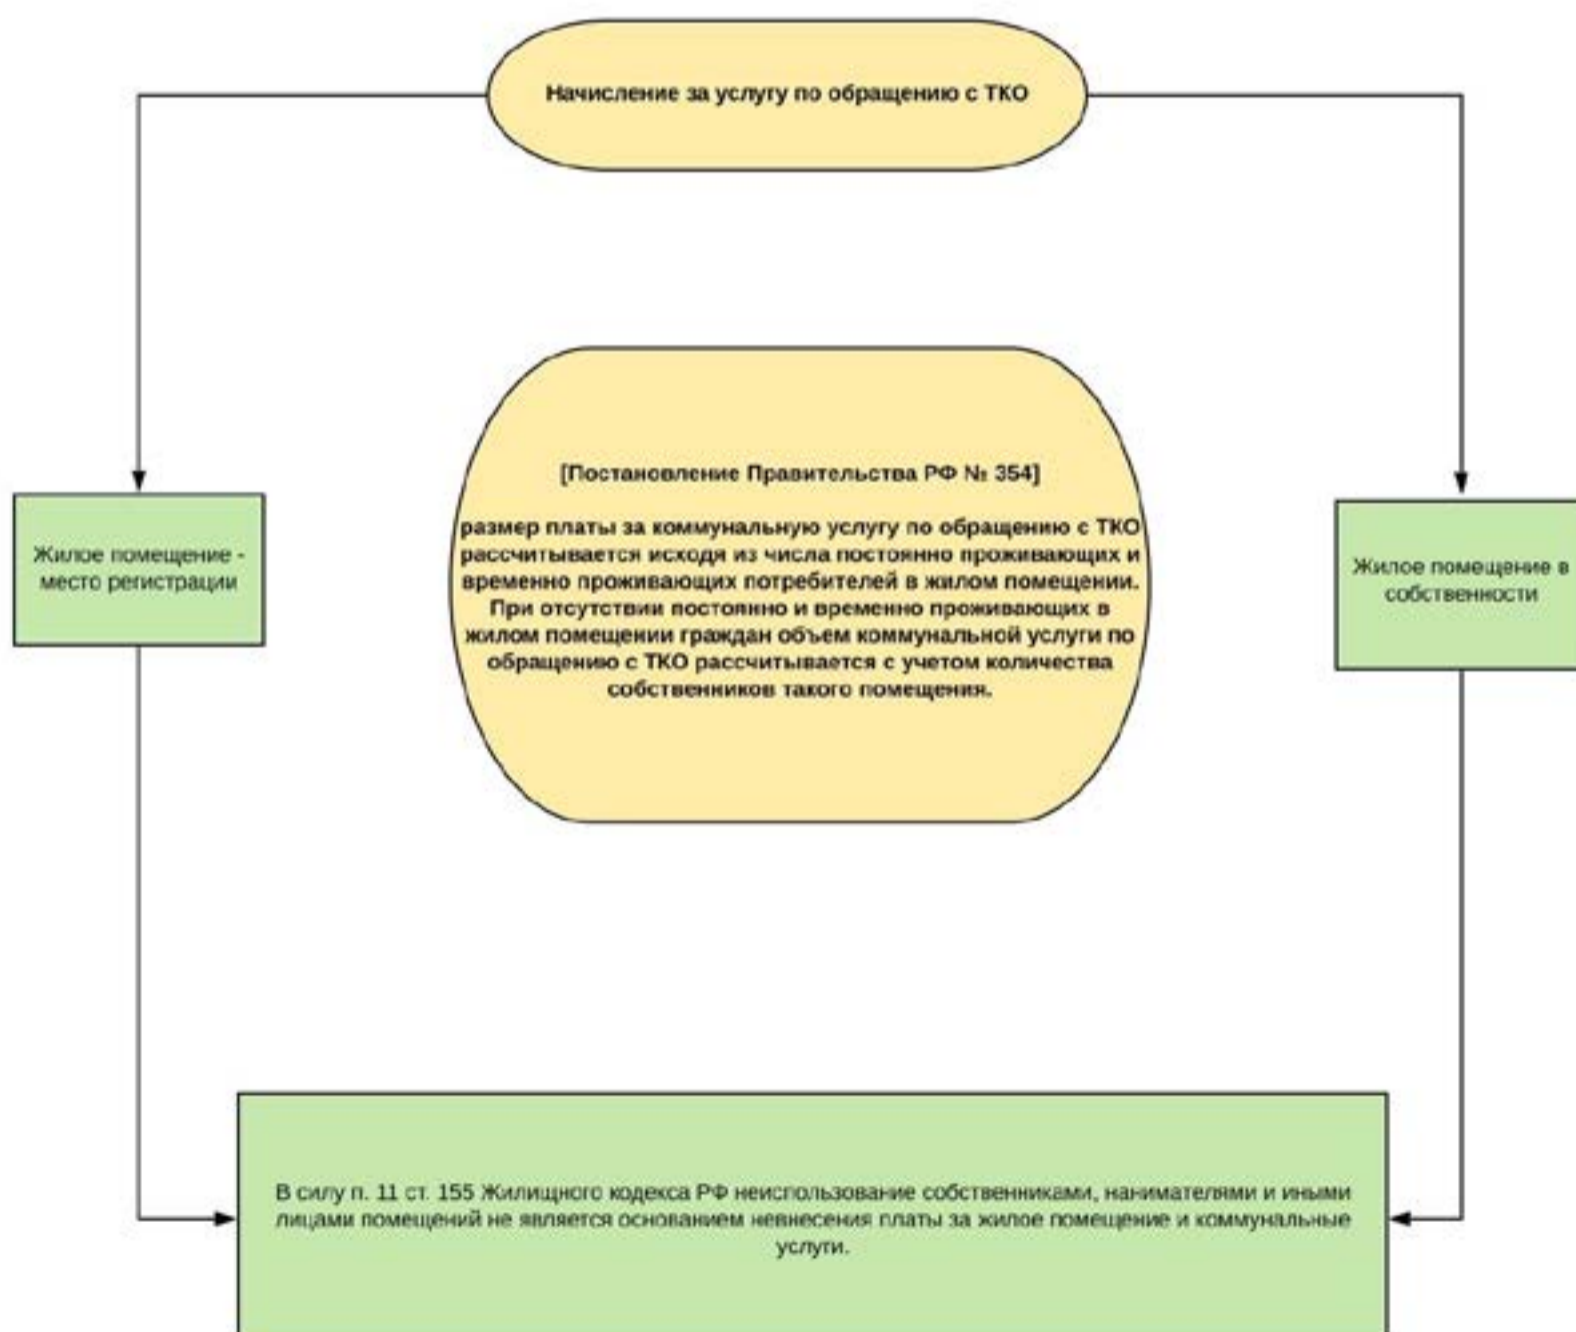 Начисление за услугу по обращению с ТКО
[Постановление Правительства РФ № 354]
размер платы за коммунальную услугу по обращению с ТКО
рассчитывается исходя из числа постоянно проживающих и
временно проживающих потребителей в жилом помещении.
При отсутствии постоянно и временно проживающих в
жилом помещении граждан объем коммунальной услуги по
обращению с ТКО рассчитывается с учетом количества
собственников такого помещения.
Жилое помещение -
место регистрации
Жилое помещение в
собственности
В силу п. 11 ст. 155 Жилищного кодекса РФ неиспользование собственниками, нанимателями и иными
лицами помещений не является основанием невнесения платы за жилое помещение и коммунальные
услуги.